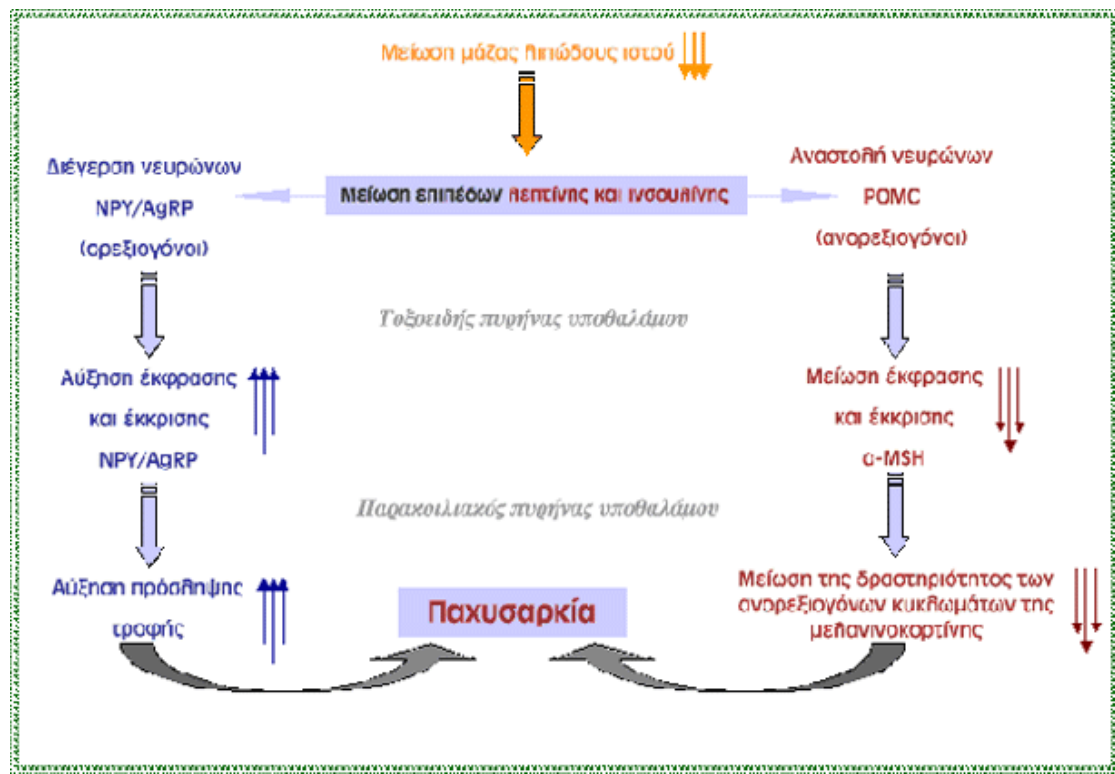 Μείωση μάζας λιπώδους ιστού
Διέγερση νευρώνων
NPY/AgRP
(ορεξιογόνοι)
Μείωση επιπέδων λεπτίνης και ινσουλίνης
Αναστολή νευρώνων
POMC
(ανορεξιογόνοι)
Τοξοειδής πυρήνας υποθαλάμου
Αύξηση έκφρασης
και έκκρισης
NPY/AgRP
Μείωση έκφρασης
και έκκρισης
α-MSH
Παρακοιλιακός πυρήνας υποθαλάμου
Αύξηση πρόσληψης
τροφής
Παχυσαρκία
Μείωση της δραστηριότητος των
ανορεξιογόνων κυκλωμάτων της
μελανινοκορτίνης